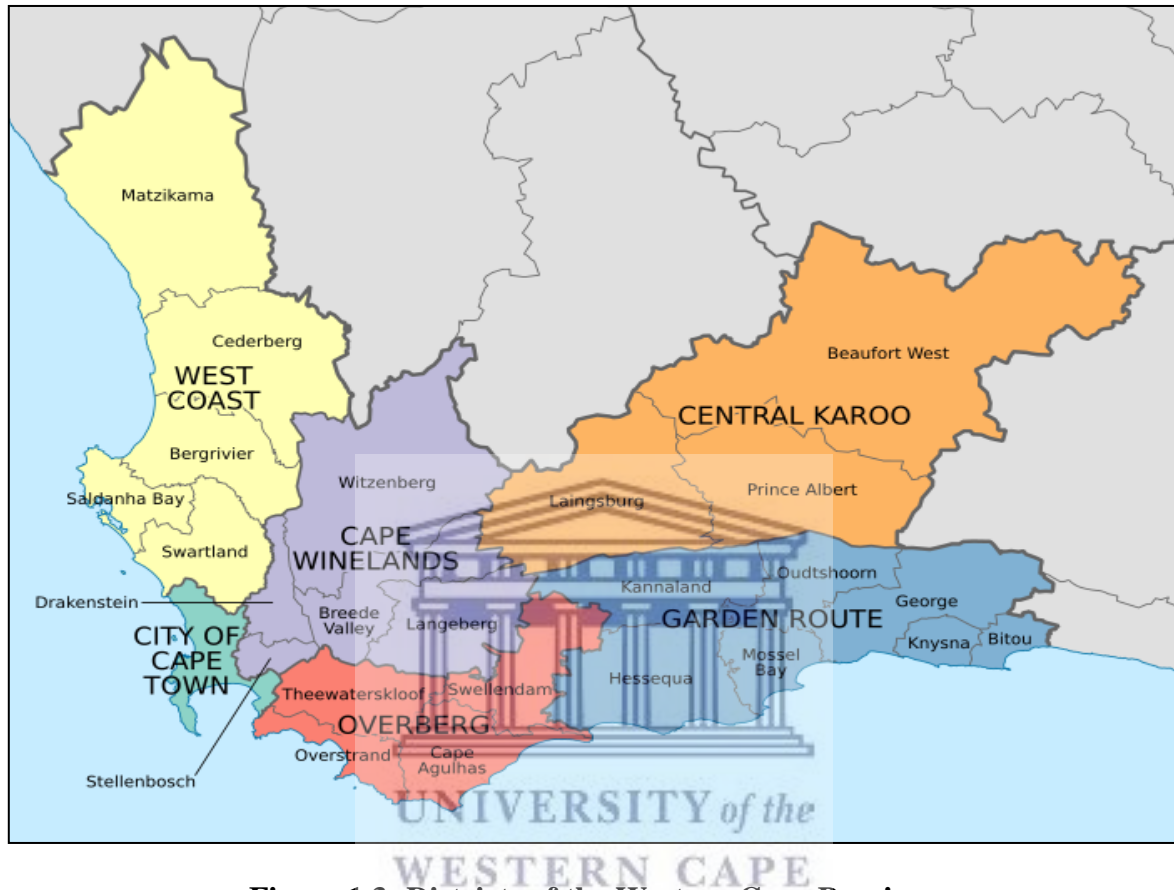 Matzikama
Cederberg
WEST
COAST
Bergrivier
Saldanha Bay
Swartland
Drakenstein
CITY OF
CAPE
TOWN
Stellenbosch
Witzenberg
CAPE
WINELANDS
Breede
Valley
Langeberg
Theewaterskloof
Swellendam
OVERBERG
Overstrand
Cape
Agulhas
Beaufort West
CENTRAL KAROO
Laingsburg
Prince Albert
Kannaland
Oudtshoorn
GARDEN ROUTE
George
Knysna
Bitou
Mossel
Bay
Hessequa
UNIVERSITY of the
WESTERN CAPE